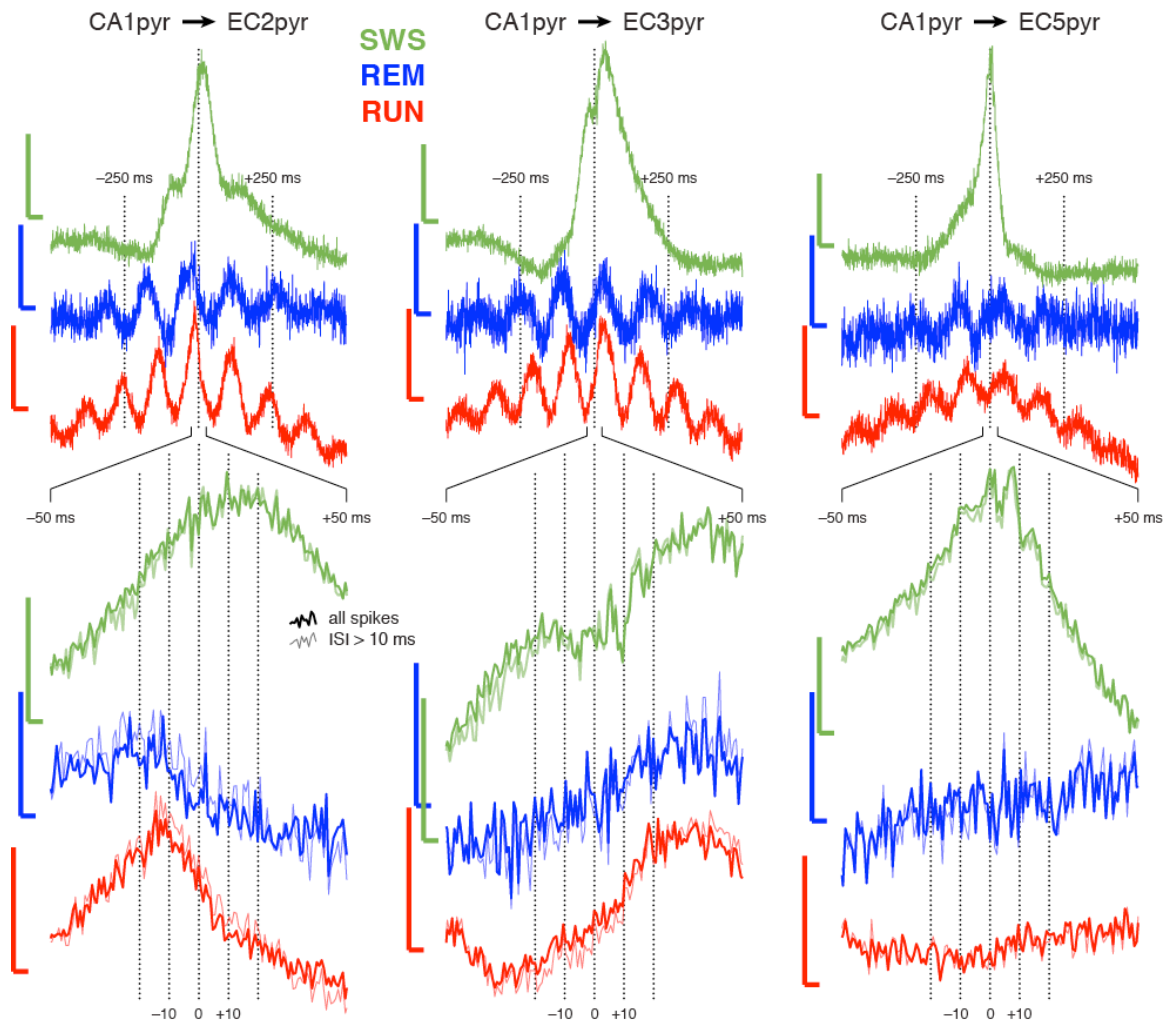 CA1pyr → EC2pyr
CA1pyr → EC3pyr
CA1pyr → EC5pyr
SWS
REM
RUN
–250 ms
+250 ms
–250 ms
+250 ms
–250 ms
+250 ms
–50 ms
+50 ms
–50 ms
+50 ms
–50 ms
+50 ms
all spikes
ISI > 10 ms
–10 0 +10
–10 0 +10
–10 0 +10